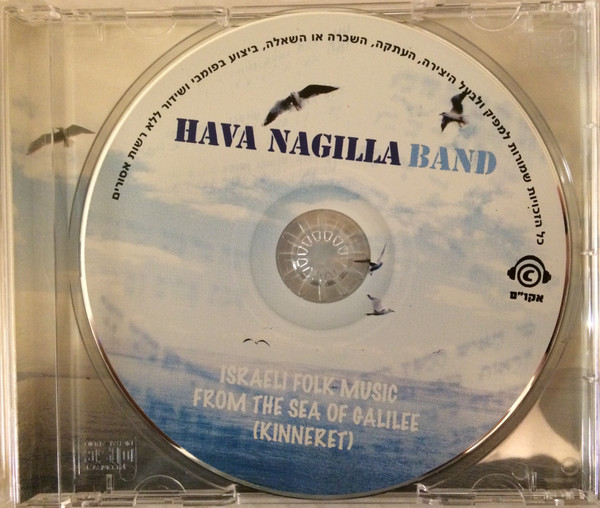 כל הזכויות שמורות למפיק ולבעל היצירה, העתקה, השכרה או השאלה, ביצוע בפומבי ושידור ללא רשות אסורים
HAVA NAGILLA BAND
אקו״ם
ISRAELI FOLK MUSIC
FROM THE SEA OF GALILEE
(KINNERET)